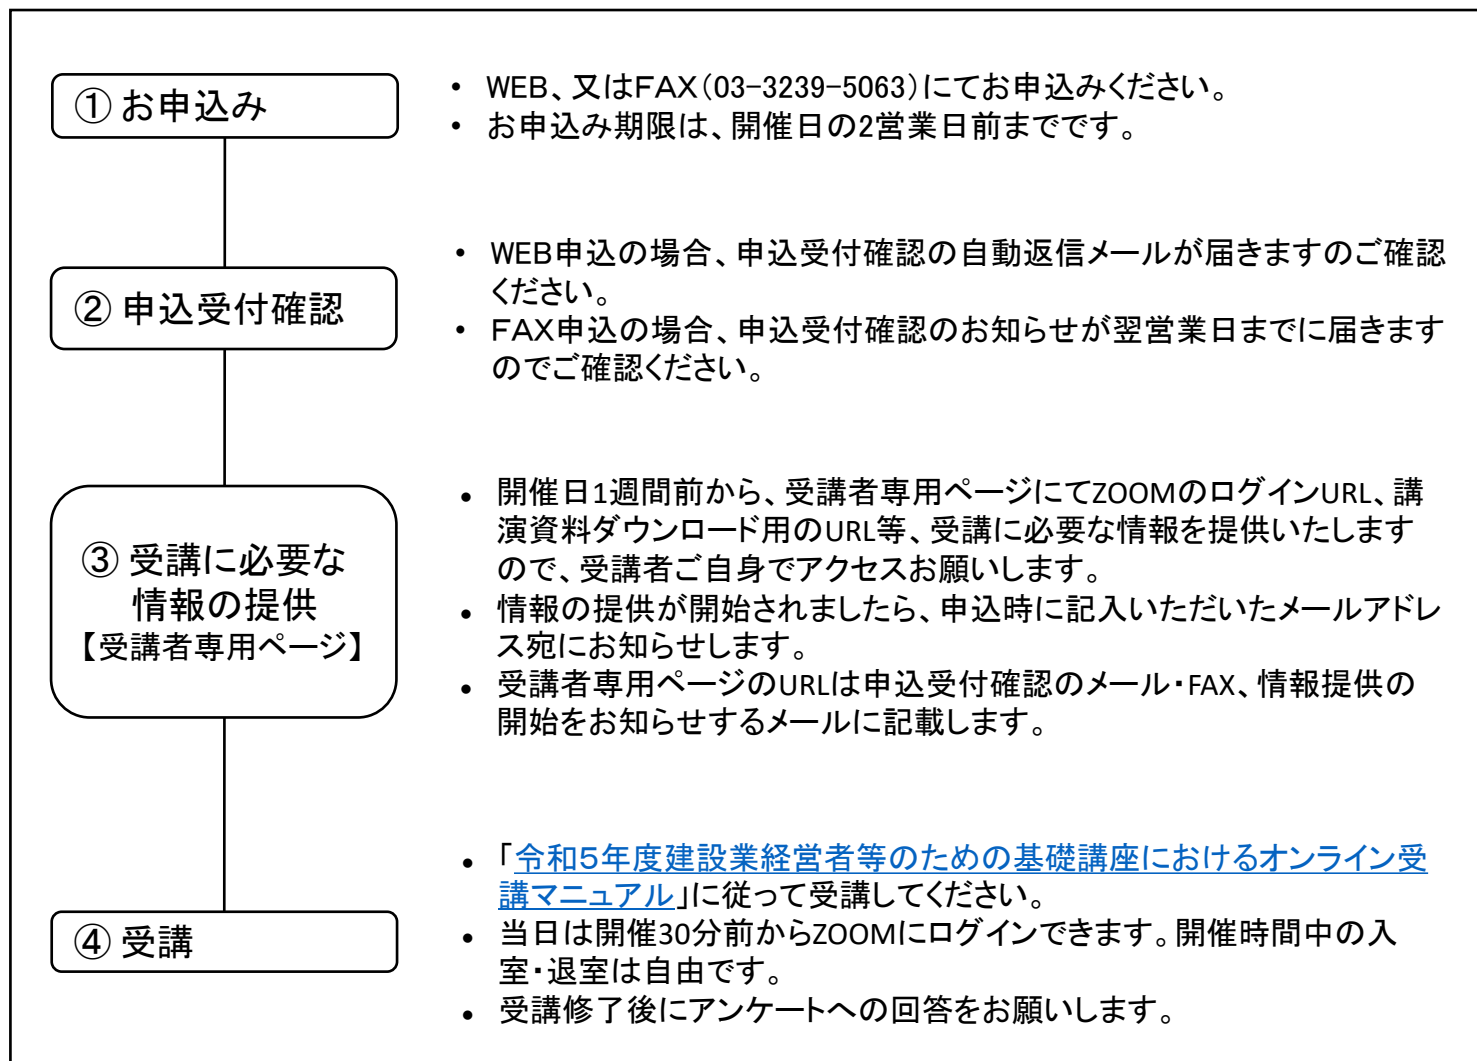 ① お申込み
• WEB、又はFAX（03-3239-5063）にてお申込みください。
• お申込み期限は、開催日の2営業日前までです。
② 申込受付確認
• WEB申込の場合、申込受付確認の自動返信メールが届きますのご確認
ください。
• FAX申込の場合、申込受付確認のお知らせが翌営業日までに届きます
のでご確認ください。
③ 受講に必要な
情報の提供
【受講者専用ページ】
• 開催日1週間前から、受講者専用ページにてZOOMのログインURL、講
演資料ダウンロード用のURL等、受講に必要な情報を提供いたします
ので、受講者ご自身でアクセスお願いします。
• 情報の提供が開始されましたら、申込時に記入いただいたメールアドレ
ス宛にお知らせします。
• 受講者専用ページのURLは申込受付確認のメール・FAX、情報提供の
開始をお知らせするメールに記載します。
④ 受講
• 「令和５年度建設業経営者等のための基礎講座におけるオンライン受
講マニュアル」に従って受講してください。
• 当日は開催30分前からZOOMにログインできます。開催時間中の入
室・退室は自由です。
• 受講修了後にアンケートへの回答をお願いします。